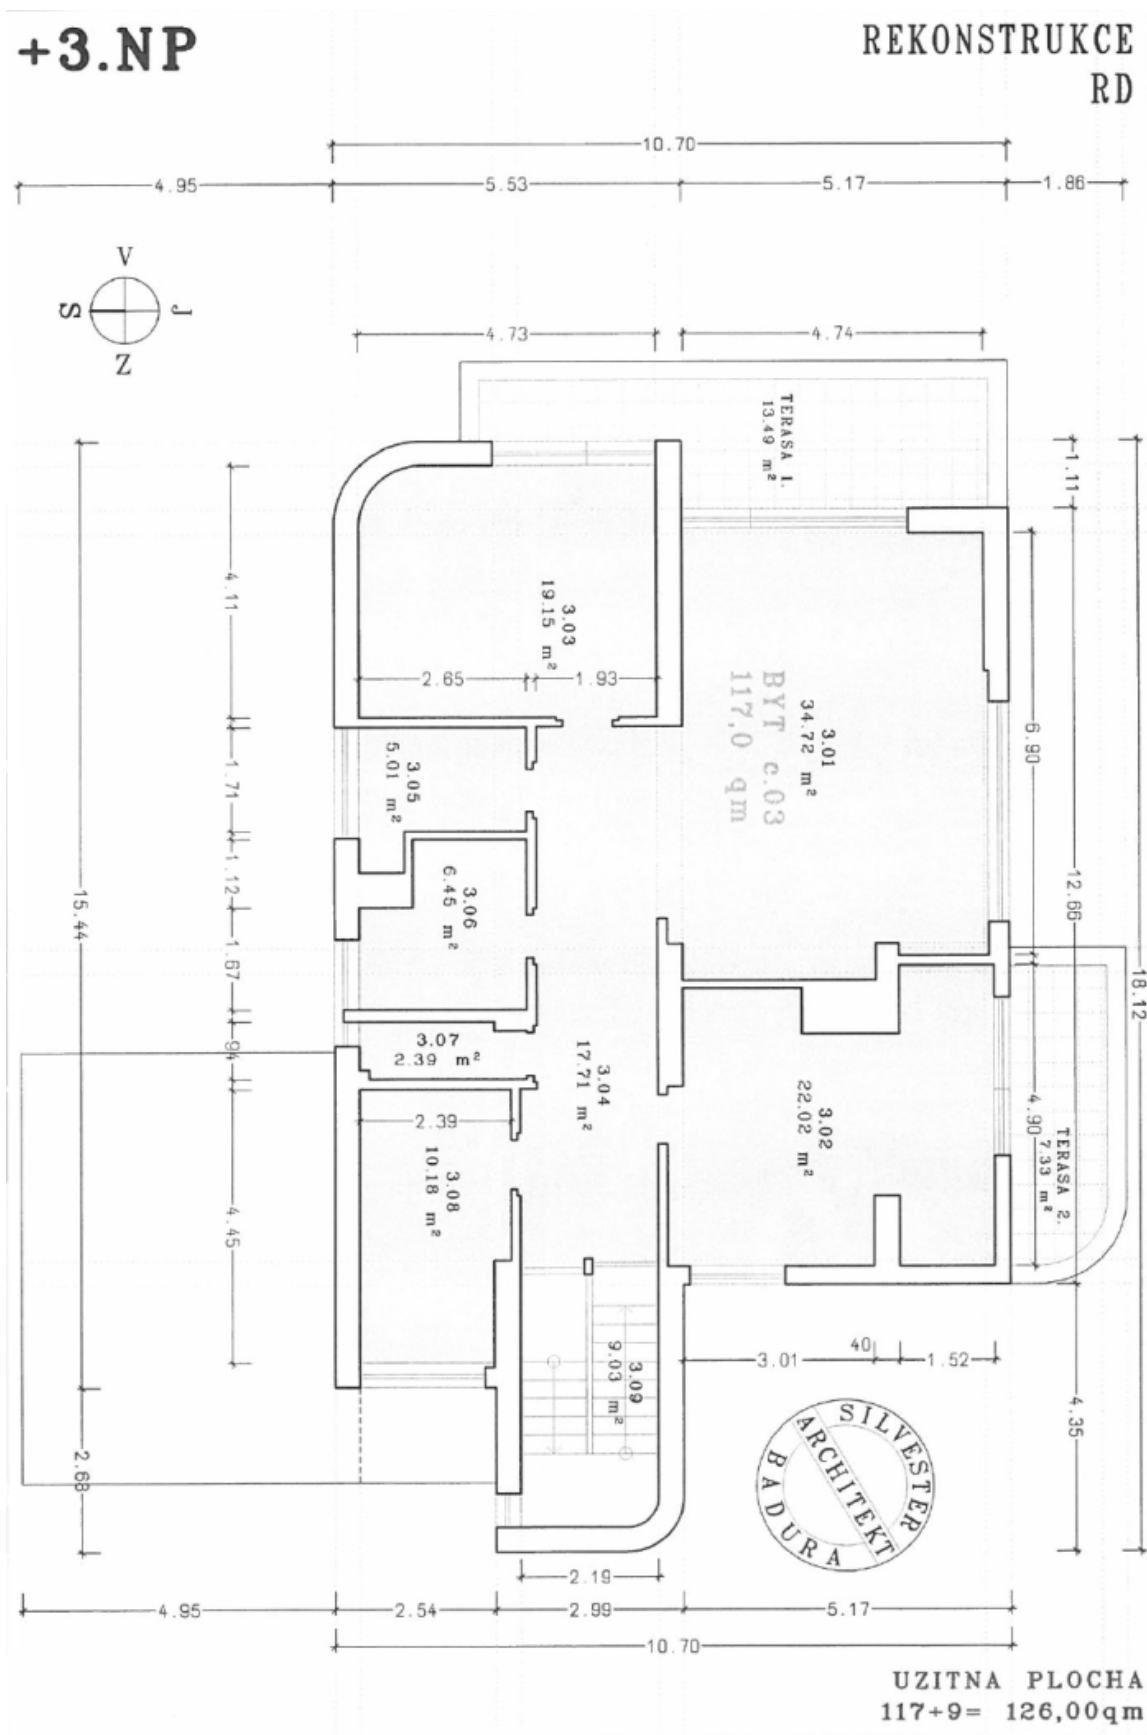 +3.NP
REKONSTRUKCE
RD
10.70
4.95
5.53
5.17
1.86
V
S
J
Z
4.73
4.74
TERASA 1.
13.49 m²
1.11
4.11
3.03
19.15 m²
2.65
1.93
BYT c.03
117,0 qm
3.01
34.72 m²
6.90
3.05
5.01 m²
1.71
3.06
6.45 m²
1.12
12.66
15.44
1.67
18.12
3.07
2.39 m²
.94
3.04
17.71 m²
3.02
22.02 m²
4.90
TERASA 2.
7.33 m²
2.39
3.08
10.18 m²
4.45
3.09
9.03 m²
3.01
40
1.52
4.35
2.68
SILVESTER
ARCHITEKT
BADURA
2.19
4.95
2.54
2.99
5.17
10.70
UZITNA PLOCHA
117+9= 126,00qm